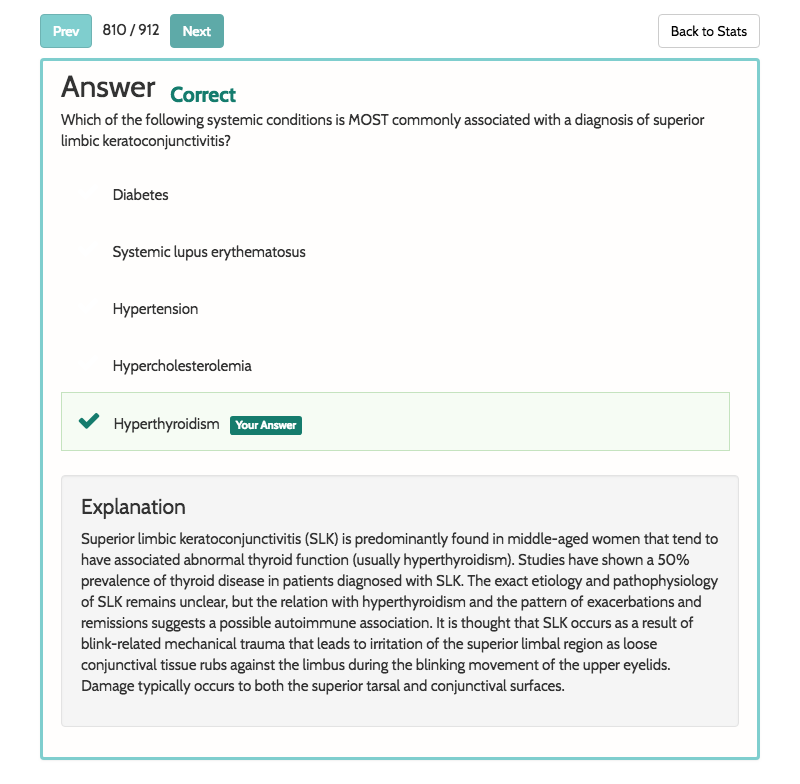 Prev 810 / 912 Next Back to Stats
Answer Correct
Which of the following systemic conditions is MOST commonly associated with a diagnosis of superior
limbic keratoconjunctivitis?
Diabetes
Systemic lupus erythematosus
Hypertension
Hypercholesterolemia
Hyperthyroidism Your Answer
Explanation
Superior limbic keratoconjunctivitis (SLK) is predominantly found in middle-aged women that tend to
have associated abnormal thyroid function (usually hyperthyroidism). Studies have shown a 50%
prevalence of thyroid disease in patients diagnosed with SLK. The exact etiology and pathophysiology
of SLK remains unclear, but the relation with hyperthyroidism and the pattern of exacerbations and
remissions suggests a possible autoimmune association. It is thought that SLK occurs as a result of
blink-related mechanical trauma that leads to irritation of the superior limbal region as loose
conjunctival tissue rubs against the limbus during the blinking movement of the upper eyelids.
Damage typically occurs to both the superior tarsal and conjunctival surfaces.